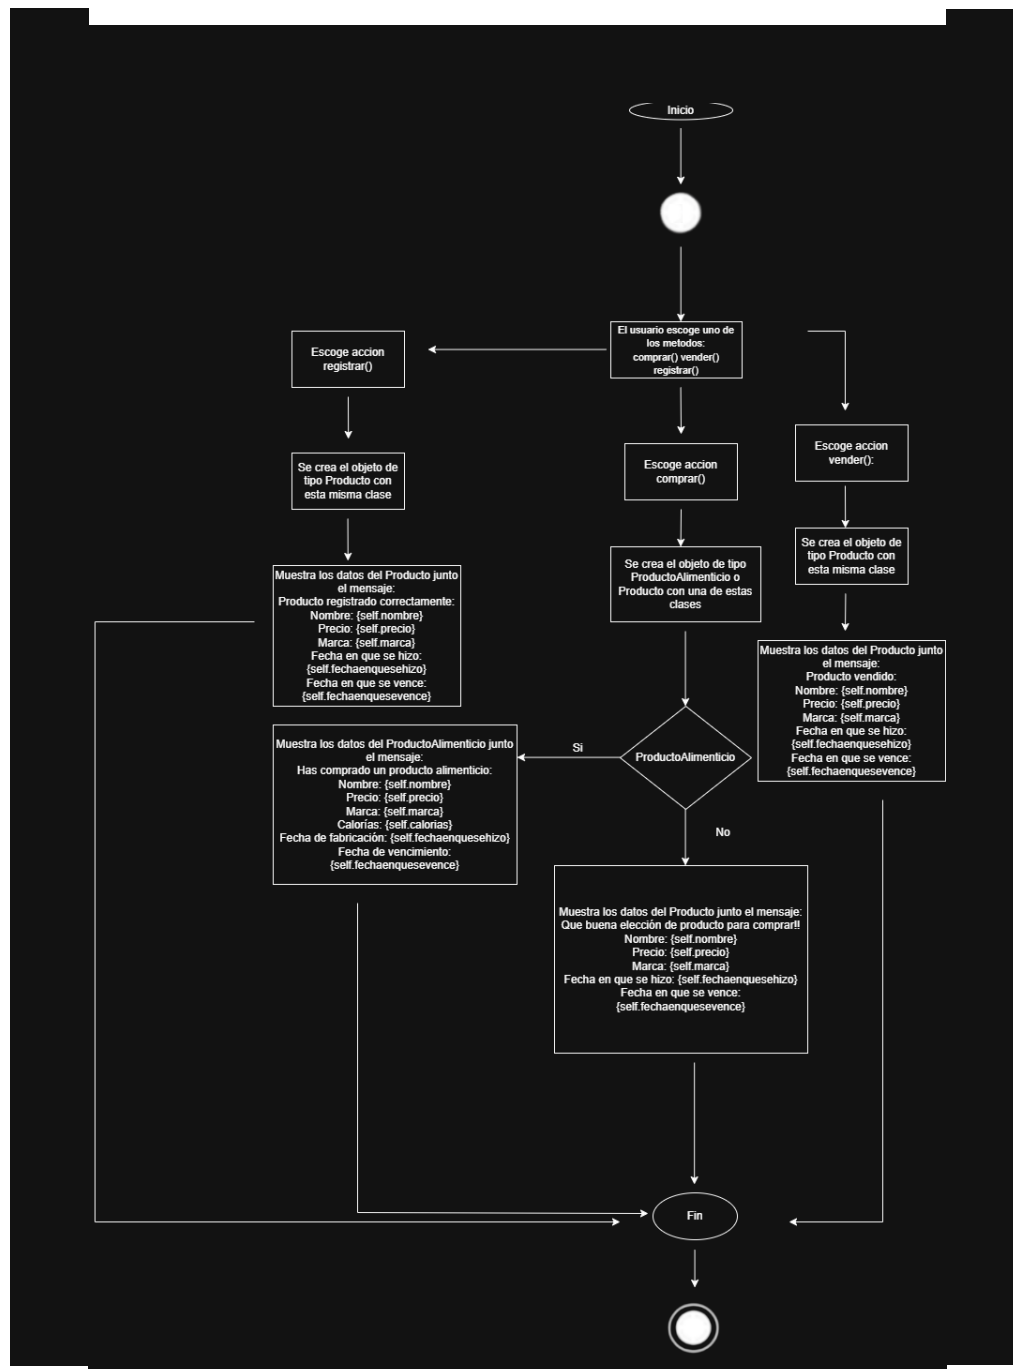 Inicio
El usuario escoge uno de
los metodos:
comprar() vender()
registrar()
Escoge accion
registrar()
Se crea el objeto de
tipo Producto con
esta misma clase
Muestra los datos del Producto junto
el mensaje:
Producto registrado correctamente:
Nombre: {self.nombre}
Precio: {self.precio}
Marca: {self.marca}
Fecha en que se hizo:
{self.fechaenquesehizo}
Fecha en que se vence:
{self.fechaenquesevence}
Escoge accion
comprar()
Se crea el objeto de tipo
ProductoAlimenticio o
Producto con una de estas
clases
ProductoAlimenticio
Si
Muestra los datos del ProductoAlimenticio junto
el mensaje:
Has comprado un producto alimenticio:
Nombre: {self.nombre}
Precio: {self.precio}
Marca: {self.marca}
Calorías: {self.calorias}
Fecha de fabricación: {self.fechaenquesehizo}
Fecha de vencimiento:
{self.fechaenquesevence}
No
Muestra los datos del Producto junto el mensaje:
Que buena elección de producto para comprar!!
Nombre: {self.nombre}
Precio: {self.precio}
Marca: {self.marca}
Fecha en que se hizo: {self.fechaenquesehizo}
Fecha en que se vence:
{self.fechaenquesevence}
Escoge accion
vender():
Se crea el objeto de
tipo Producto con
esta misma clase
Muestra los datos del Producto junto
el mensaje:
Producto vendido:
Nombre: {self.nombre}
Precio: {self.precio}
Marca: {self.marca}
Fecha en que se hizo:
{self.fechaenquesehizo}
Fecha en que se vence:
{self.fechaenquesevence}
Fin